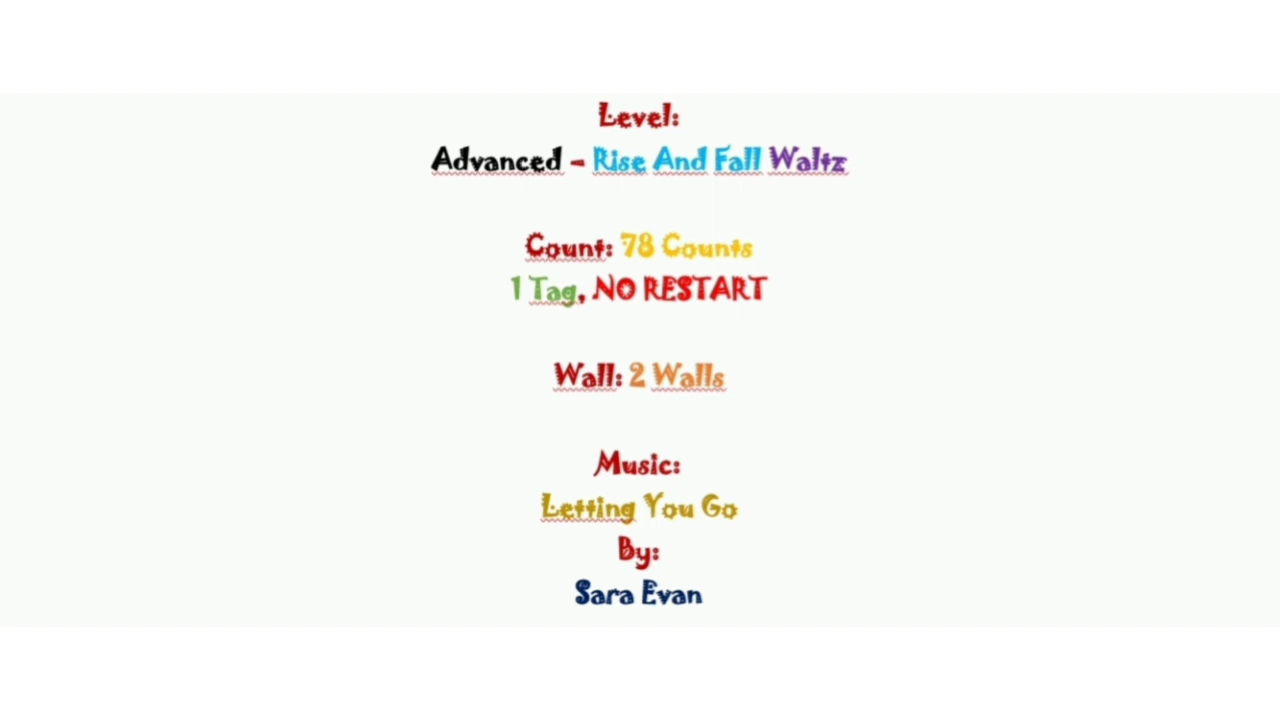 Level:
Advanced - Rise And Fall Waltz
Count: 78 Counts
1 Tag, NO RESTART
Wall: 2 Walls
Music:
Letting You Go
By:
Sara Evan